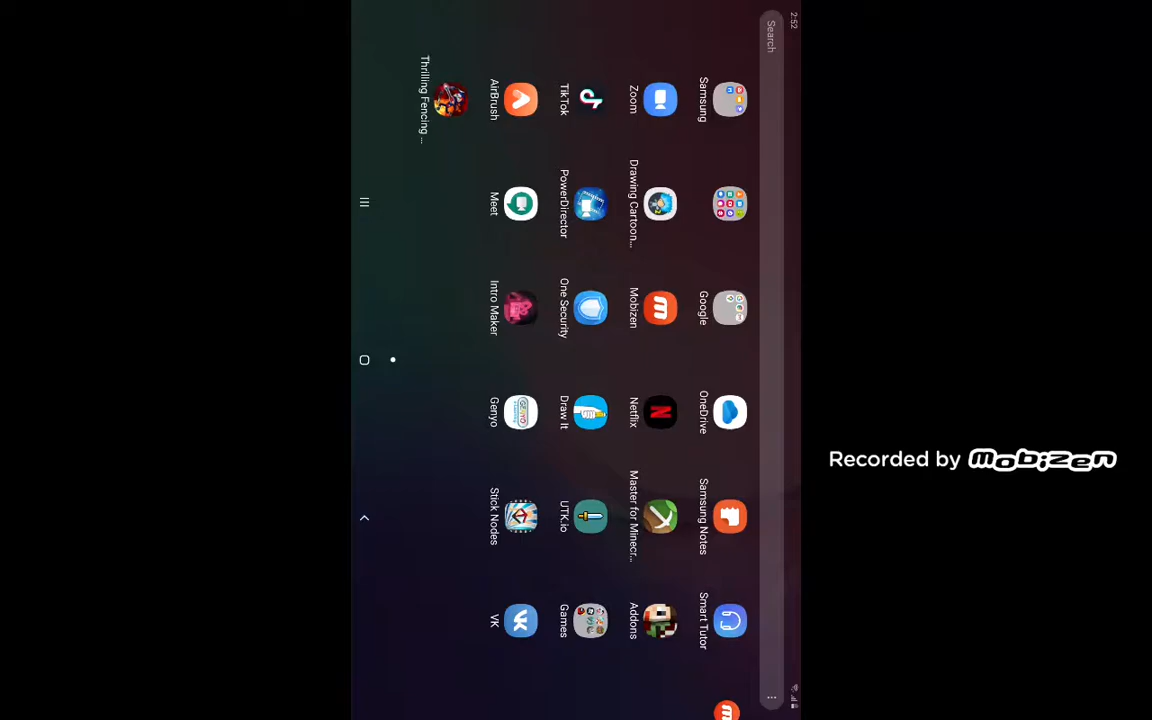 2:52
Search
Samsung
Google
OneDrive
Samsung Notes
Smart Tutor
Zoom
Drawing Cartoon...
Mobizen
Netflix
Master for Minecr...
Addons
TikTok
PowerDirector
One Security
Draw It
UTK.io
Games
AirBrush
Meet
Intro Maker
Genyo
Stick Nodes
VK
Thrilling Fencing ...
Recorded by mobizen